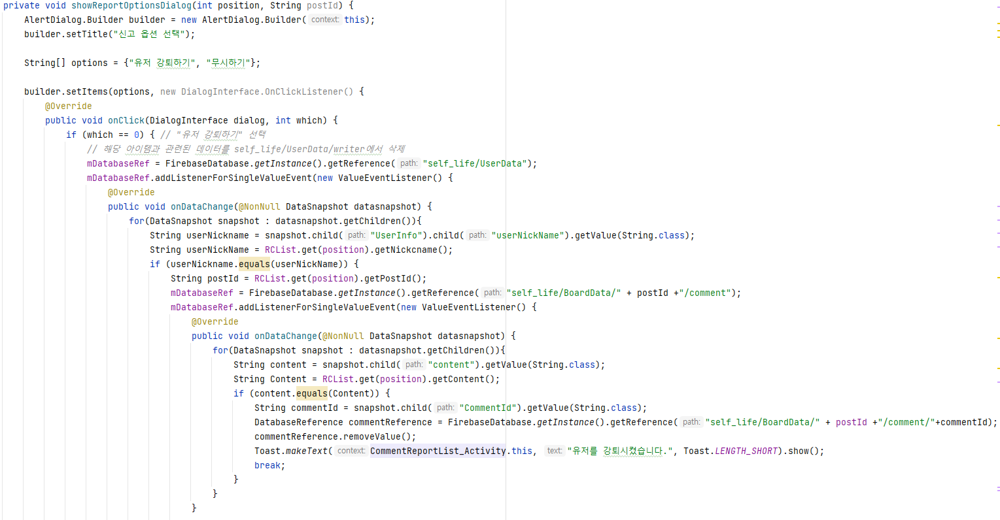 private void showReportOptionsDialog(int position, String postId) {
    AlertDialog.Builder builder = new AlertDialog.Builder( context: this);
    builder.setTitle("신고 옵션 선택");

    String[] options = {"유저 강퇴하기", "무시하기"};

    builder.setItems(options, new DialogInterface.OnClickListener() {
        @Override
        public void onClick(DialogInterface dialog, int which) {
            if (which == 0) { // "유저 강퇴하기" 선택
                // 해당 아이템과 관련된 데이터를 self_life/UserData/writer에서 삭제
                mDatabaseRef = FirebaseDatabase.getInstance().getReference( path: "self_life/UserData");
                mDatabaseRef.addListenerForSingleValueEvent(new ValueEventListener() {
                    @Override
                    public void onDataChange(@NonNull DataSnapshot datasnapshot) {
                        for(DataSnapshot snapshot : datasnapshot.getChildren()){
                            String userNickname = snapshot.child( path: "UserInfo").child( path: "userNickName").getValue(String.class);
                            String userNickName = RCList.get(position).getNickcname();
                            if (userNickname.equals(userNickName)) {
                                String postId = RCList.get(position).getPostId();
                                mDatabaseRef = FirebaseDatabase.getInstance().getReference( path: "self_life/BoardData/" + postId +"/comment");
                                mDatabaseRef.addListenerForSingleValueEvent(new ValueEventListener() {
                                    @Override
                                    public void onDataChange(@NonNull DataSnapshot datasnapshot) {
                                        for(DataSnapshot snapshot : datasnapshot.getChildren()){
                                            String content = snapshot.child( path: "content").getValue(String.class);
                                            String Content = RCList.get(position).getContent();
                                            if (content.equals(Content)) {
                                                String commentId = snapshot.child( path: "CommentId").getValue(String.class);
                                                DatabaseReference commentReference = FirebaseDatabase.getInstance().getReference( path: "self_life/BoardData/" + postId +"/comment/"+commentId);
                                                commentReference.removeValue();
                                                Toast.makeText( context: CommentReportList_Activity.this, text: "유저를 강퇴시켰습니다.", Toast.LENGTH_SHORT).show();
                                                break;
                                            }
                                        }
                                    }